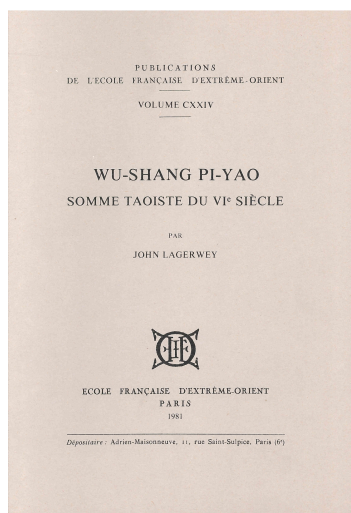 PUBLICATIONS
DE L'ECOLE FRANÇAISE D'EXTRÊME-ORIENT
VOLUME CXXIV
WU-SHANG PI-YAO
SOMME TAOISTE DU VIe SIÈCLE
PAR
JOHN LAGERWEY
ECOLE FRANÇAISE D'EXTRÊME-ORIENT
PARIS
1981
Dépositaire : Adrien-Maisonneuve, 11, rue Saint-Sulpice, Paris (6e)